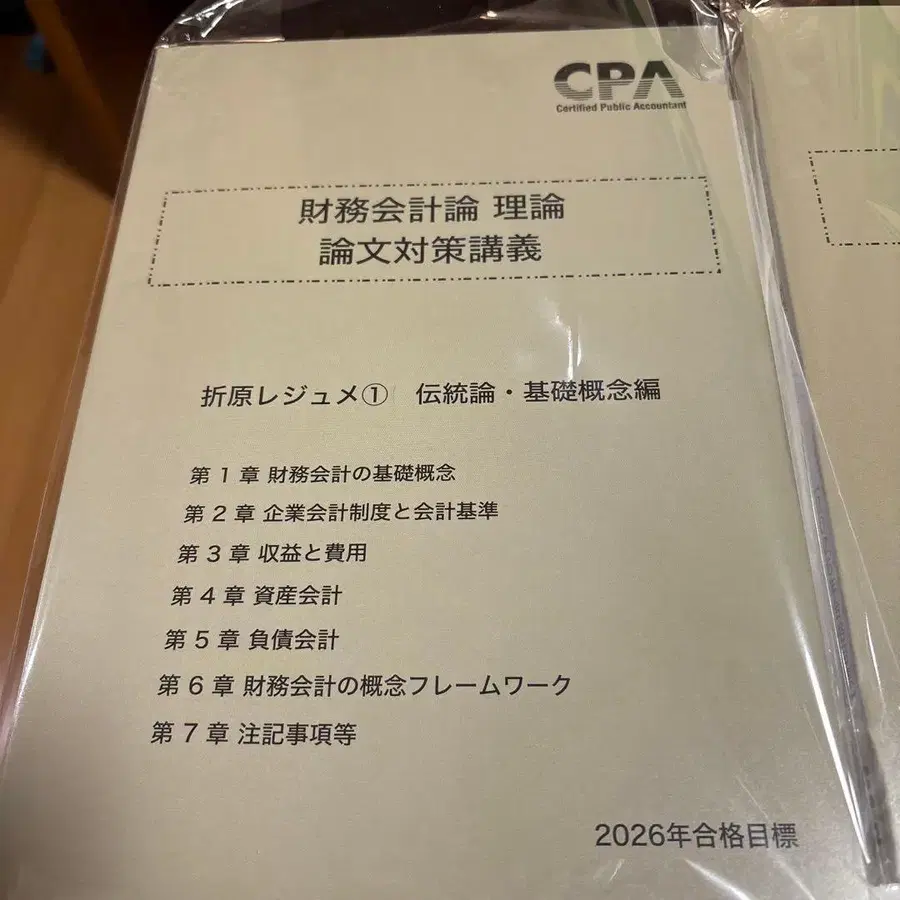 CPA
Certified Public Accountant
財務会計論 理論
論文対策講義
折原レジュメ① 伝統論・基礎概念編
第 1 章 財務会計の基礎概念
第 2 章 企業会計制度と会計基準
第 3 章 収益と費用
第 4 章 資産会計
第 5 章 負債会計
第 6 章 財務会計の概念フレームワーク
第 7 章 注記事項等
2026年合格目標